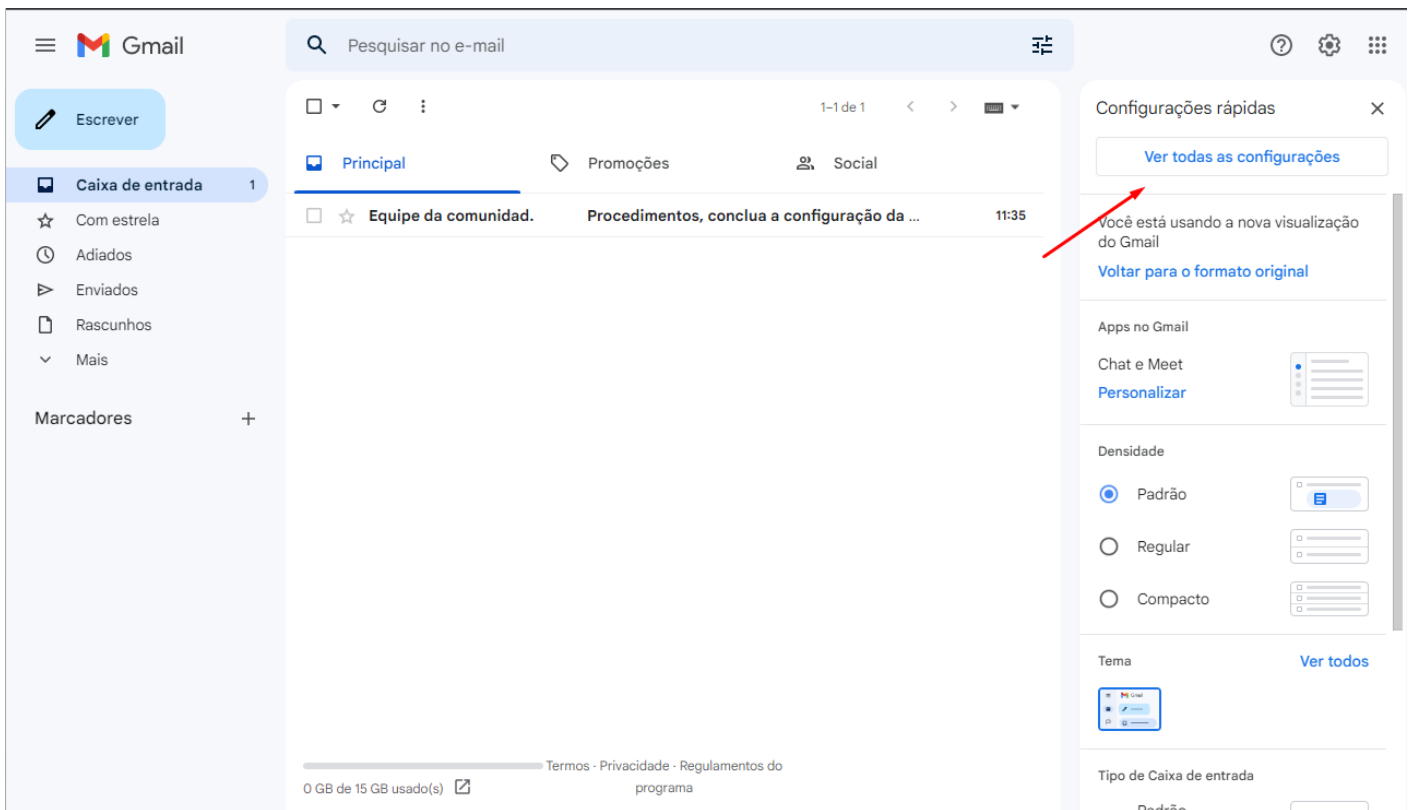 Gmail
Pesquisar no e-mail
Escrever
Caixa de entrada 1
Com estrela
Adiados
Enviados
Rascunhos
Mais
Marcadores
1–1 de 1
Principal Promoções Social
Equipe da comunidad. Procedimentos, conclua a configuração da ... 11:35
Termos · Privacidade · Regulamentos do
programa
0 GB de 15 GB usado(s)
Configurações rápidas
Ver todas as configurações
Você está usando a nova visualização
do Gmail
Voltar para o formato original
Apps no Gmail
Chat e Meet
Personalizar
Densidade
Padrão
Regular
Compacto
Tema Ver todos
Gmail
Tipo de Caixa de entrada
Padrão